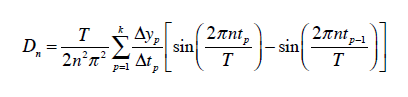 D_n = \frac{T}{2n^2\pi^2} \sum_{p=1}^{k} \frac{\Delta y_p}{\Delta t_p} \left[ \sin\left( \frac{2\pi n t_p}{T} \right) - \sin\left( \frac{2\pi n t_{p-1}}{T} \right) \right]